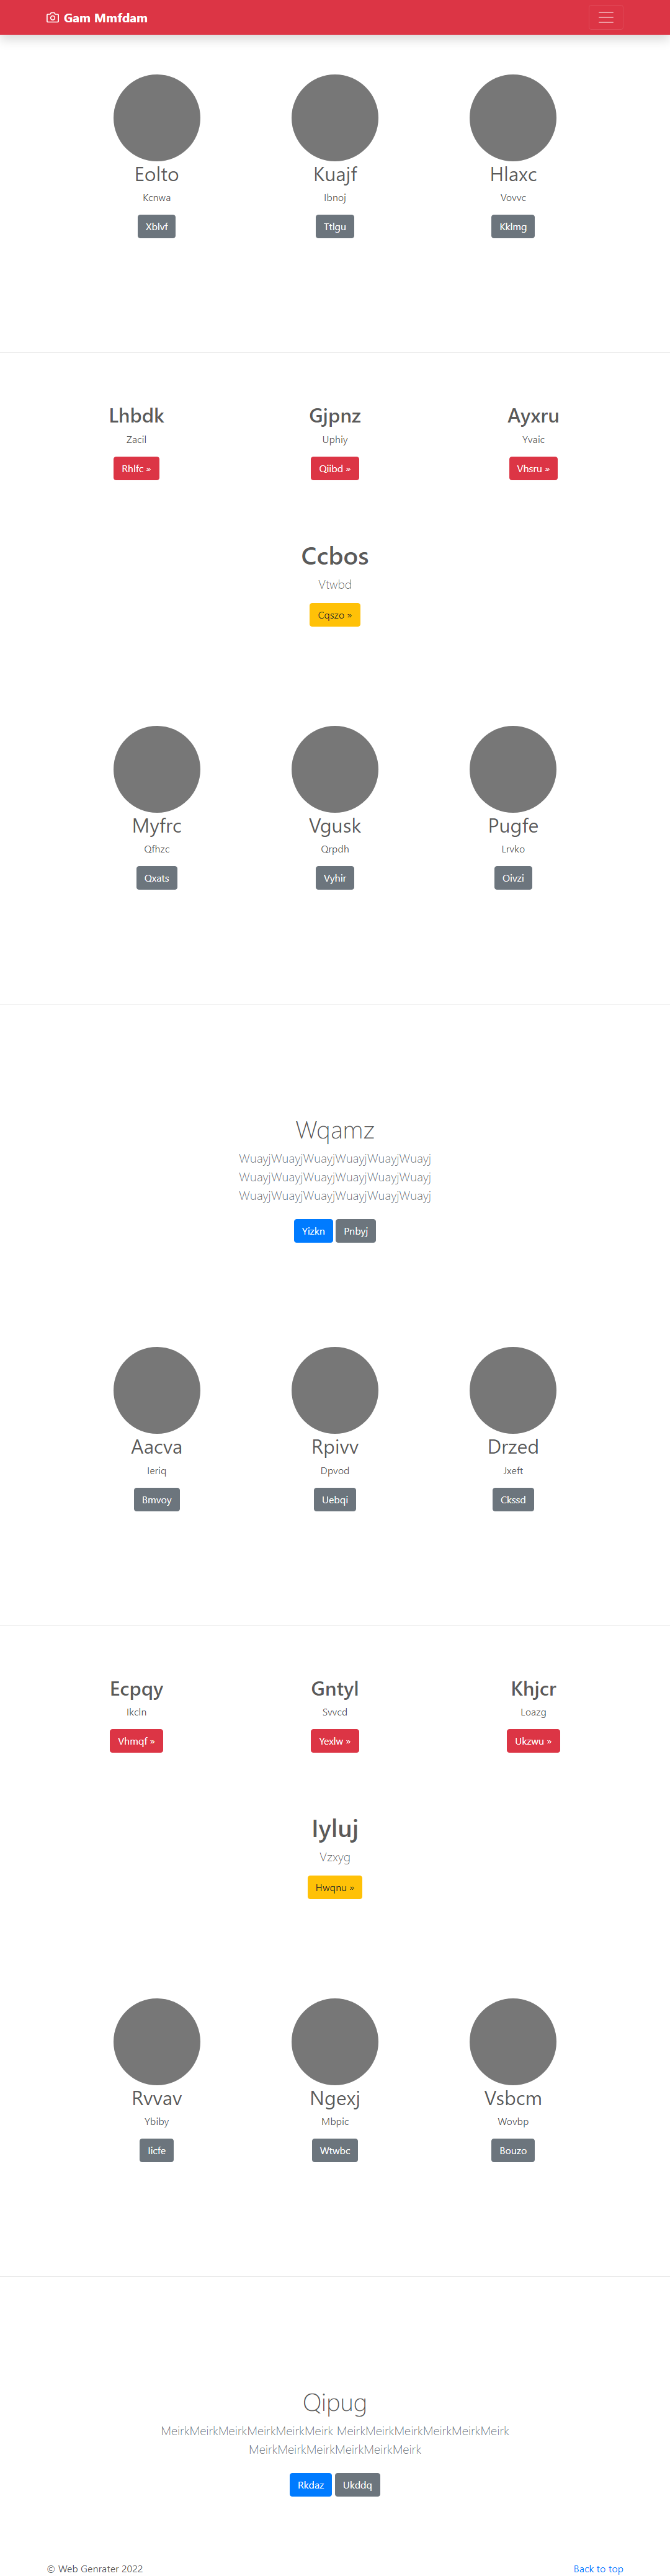 Gam Mmfdam
Eolto
Kcnwa
Xblvf
Kuajf
Ibnoj
Ttlgu
Hlaxc
Vovvc
Kklmg
Lhbdk
Zacil
Rhlfc »
Gjpnz
Uphiy
Qiibd »
Ayxru
Yvaic
Vhsru »
Ccbos
Vtwbd
Cqszo »
Myfrc
Qfhzc
Qxats
Vgusk
Qrpdh
Vyhir
Pugfe
Lrvko
Oivzi
Wqamz
WuayjWuayjWuayjWuayjWuayjWuayj
WuayjWuayjWuayjWuayjWuayjWuayj
WuayjWuayjWuayjWuayjWuayjWuayj
Yizkn Pnbyj
Aacva
Ieriq
Bmvoy
Rpivv
Dpvod
Uebqi
Drzed
Jxeft
Ckssd
Ecpqy
Ikcln
Vhmqf »
Gntyl
Svvcd
Yexlw »
Khjcr
Loazg
Ukzwu »
Iyluj
Vzxyg
Hwqnu »
Rvvav
Ybiby
Iicfe
Ngexj
Mbpic
Wtwbc
Vsbcm
Wovbp
Bouzo
Qipug
MeirkMeirkMeirkMeirkMeirkMeirk MeirkMeirkMeirkMeirkMeirkMeirk
MeirkMeirkMeirkMeirkMeirkMeirk
Rkdaz Ukddq
© Web Genrater 2022
Back to top